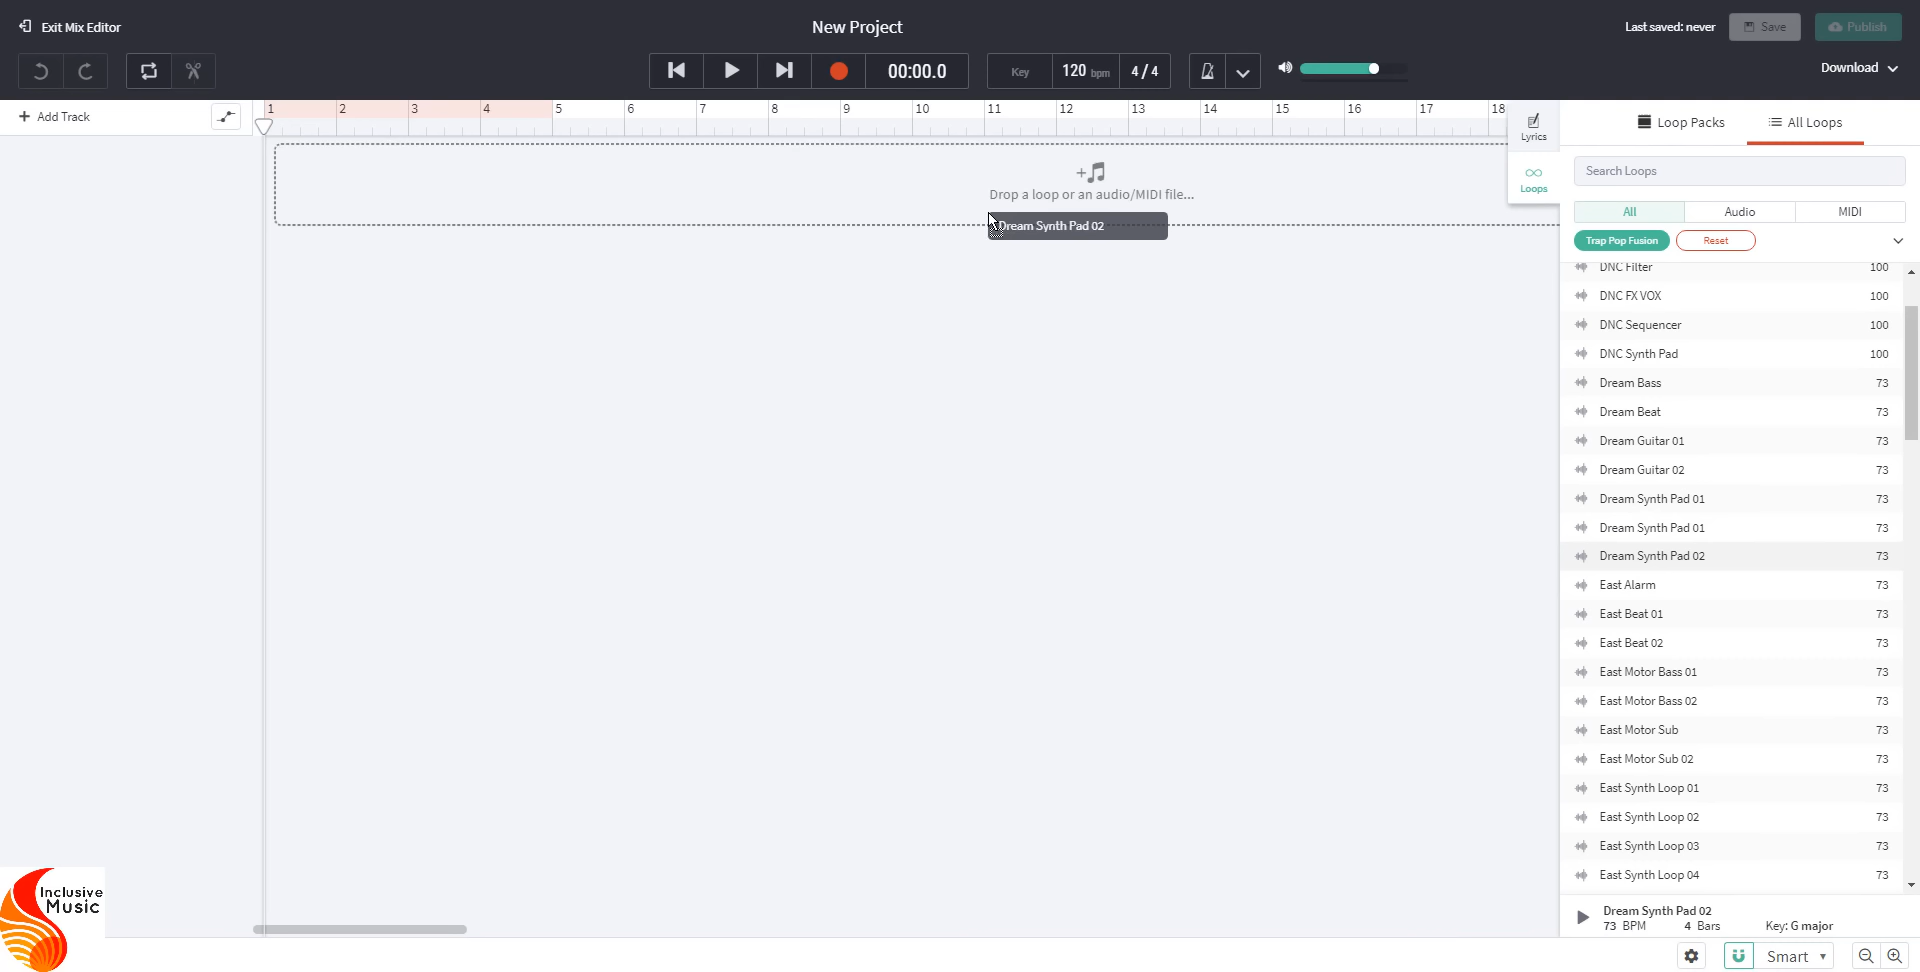 Exit Mix Editor
New Project
Last saved: never
Save
Publish
00:00.0
Key
120 bpm
4 / 4
Download
Add Track
1 2 3 4 5 6 7 8 9 10 11 12 13 14 15 16 17 18
Lyrics
Loops
Drop a loop or an audio/MIDI file...
Dream Synth Pad 02
Loop Packs
All Loops
Search Loops
All
Audio
MIDI
Trap Pop Fusion
Reset
DNC Filter 100
DNC FX VOX 100
DNC Sequencer 100
DNC Synth Pad 100
Dream Bass 73
Dream Beat 73
Dream Guitar 01 73
Dream Guitar 02 73
Dream Synth Pad 01 73
Dream Synth Pad 01 73
Dream Synth Pad 02 73
East Alarm 73
East Beat 01 73
East Beat 02 73
East Motor Bass 01 73
East Motor Bass 02 73
East Motor Sub 73
East Motor Sub 02 73
East Synth Loop 01 73
East Synth Loop 02 73
East Synth Loop 03 73
East Synth Loop 04 73
Dream Synth Pad 02
73 BPM 4 Bars Key: G major
Smart
Inclusive
Music